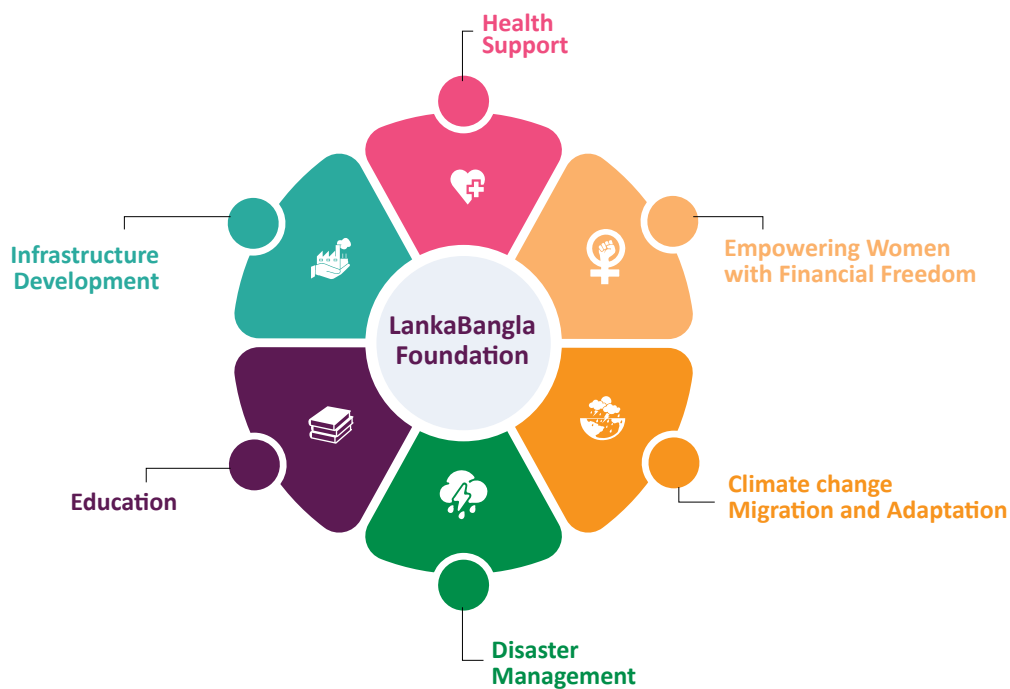 Health
Support
Empowering Women
with Financial Freedom
Infrastructure
Development
LankaBangla
Foundation
Climate change
Migration and Adaptation
Education
Disaster
Management